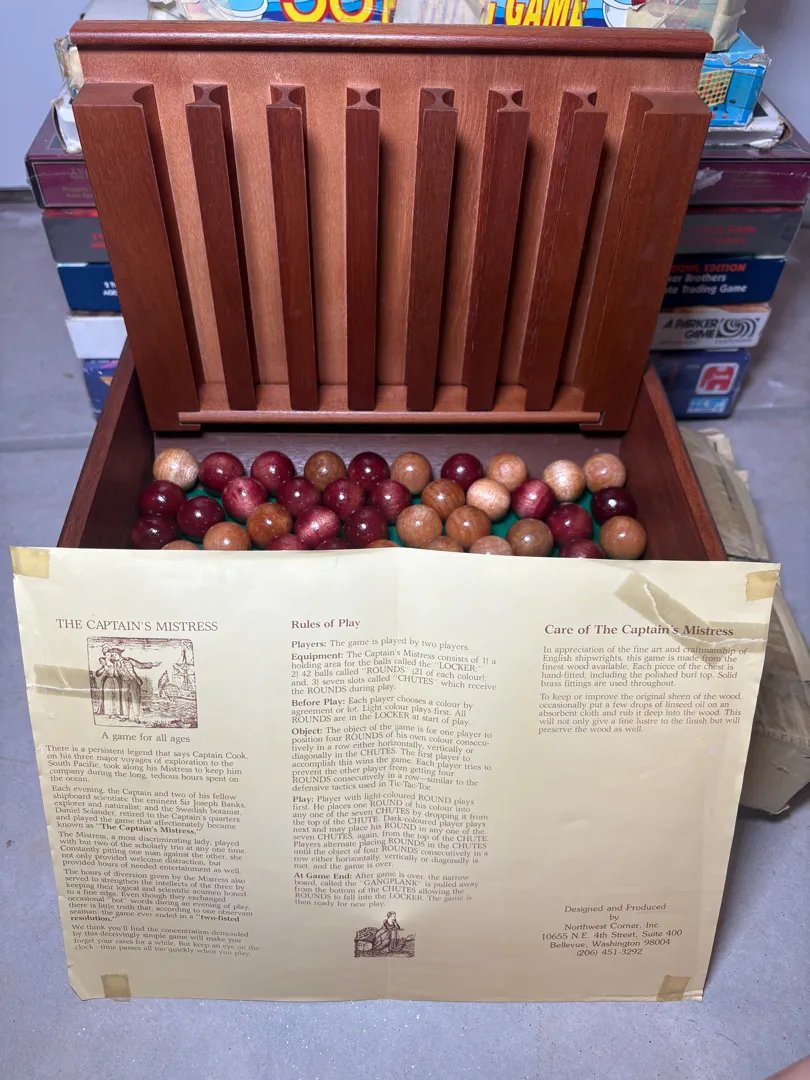 GAME
THE CAPTAIN'S MISTRESS
A game for all ages
There is a persistent legend that says Captain Cook,
on his three major voyages of exploration to the
South Pacific, took along his Mistress to keep him
company during the long, tedious hours spent on
the ocean.
Each evening, the Captain and two of his fellow
shipboard scientists: the eminent Sir Joseph Banks,
explorer and naturalist; and the Swedish botanist,
Daniel Solander, retired to the Captain's quarters
and played the game that affectionately became
known as "The Captain's Mistress."
The Mistress, a most discriminating lady, played
with but two of the scholarly trio at any one time.
Constantly pitting one man against the other, she
not only provided welcome distraction, but
provided hours of needed entertainment as well.
The hours of diversion given by the Mistress also
served to strengthen the intellects of the three by
keeping their logical and scientific acumen honed
to a fine edge. Even though they exchanged
occasional "hot" words during an evening of play,
there is little truth that, according to one observant
seaman, the game ever ended in a "two-fisted
resolution."
We think you'll find the concentration demanded
by this deceivingly simple game will make you
forget your cares for a while. But keep an eye on the
clock—time passes all too quickly when you play.
Rules of Play
Players: The game is played by two players.
Equipment: The Captain's Mistress consists of 1) a
holding area for the balls called the "LOCKER;"
2) 42 balls called "ROUNDS" (21 of each colour);
and, 3) seven slots called "CHUTES" which receive
the ROUNDS during play.
Before Play: Each player chooses a colour by
agreement or lot. Light colour plays first. All
ROUNDS are in the LOCKER at start of play.
Object: The object of the game is for one player to
position four ROUNDS of his own colour consecu-
tively in a row either horizontally, vertically or
diagonally in the CHUTES. The first player to
accomplish this wins the game. Each player tries to
prevent the other player from getting four
ROUNDS consecutively in a row—similar to the
defensive tactics used in Tic-Tac-Toe.
Play: Player with light-coloured ROUND plays
first. He places one ROUND of his colour into
any one of the seven CHUTES by dropping it from
the top of the CHUTE. Dark-coloured player plays
next and may place his ROUND in any one of the
seven CHUTES, again, from the top of the CHUTE.
Players alternate placing ROUNDS in the CHUTES
until the object of four ROUNDS consecutively in a
row either horizontally, vertically or diagonally is
met, and the game is over.
At Game End: After game is over, the narrow
board, called the "GANGPLANK" is pulled away
from the bottom of the CHUTES allowing the
ROUNDS to fall into the LOCKER. The game is
then ready for new play.
Care of The Captain's Mistress
In appreciation of the fine art and craftmanship of
English shipwrights, this game is made from the
finest wood available. Each piece of the chest is
hand-fitted, including the polished burl top. Solid
brass fittings are used throughout.
To keep or improve the original sheen of the wood,
occasionally put a few drops of linseed oil on an
absorbent cloth and rub it deep into the wood. This
will not only give a fine lustre to the finish but will
preserve the wood as well.
Designed and Produced
by
Northwest Corner, Inc.
10655 N.E. 4th Street, Suite 400
Bellevue, Washington 98004
(206) 451-3292
EDITION
Brothers
Trading Game
A PARKER
GAME